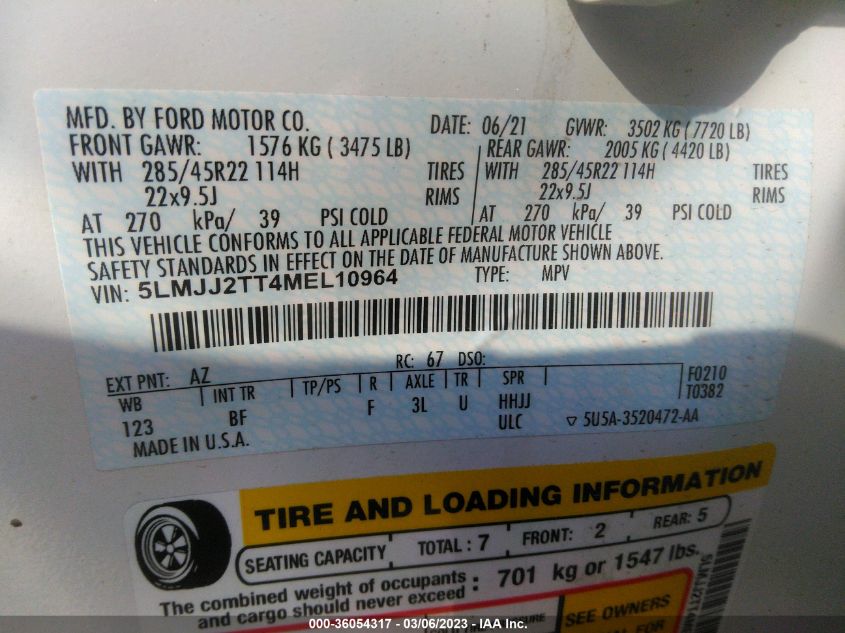 MFD. BY FORD MOTOR CO. DATE: 06/21 GVWR: 3502 KG ( 7720 LB)
FRONT GAWR: 1576 KG ( 3475 LB) REAR GAWR: 2005 KG ( 4420 LB)
WITH 285/45R22 114H TIRES WITH 285/45R22 114H TIRES
22x9.5J RIMS 22x9.5J RIMS
AT 270 kPa/ 39 PSI COLD AT 270 kPa/ 39 PSI COLD
THIS VEHICLE CONFORMS TO ALL APPLICABLE FEDERAL MOTOR VEHICLE
SAFETY STANDARDS IN EFFECT ON THE DATE OF MANUFACTURE SHOWN ABOVE.
VIN: 5LMJJ2TT4MEL10964 TYPE: MPV
EXT PNT: AZ RC: 67 DSO:
WB INT TR TP/PS R AXLE TR SPR F0210
123 BF F 3L U HHJJ T0382
MADE IN U.S.A. ULC ▽ 5U5A-3520472-AA
TIRE AND LOADING INFORMATION
SEATING CAPACITY TOTAL : 7 FRONT: 2 REAR: 5
The combined weight of occupants
and cargo should never exceed : 701 kg or 1547 lbs.
SEE OWNERS
MANUAL FOR
000-36054317 - 03/06/2023 - IAA Inc.